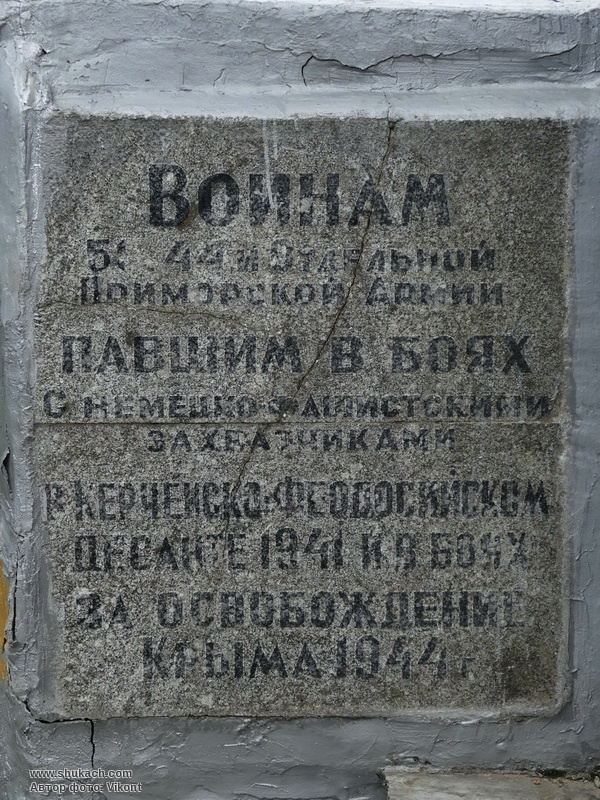 Воинам
44й Отдельной
Приморской Армии
павшим в боях
с немецко-фашистскими
захватчиками
в Керченско-Феодосийском
десанте 1941 и в боях
за освобождение
Крыма 1944 г.
www.shukach.com
Автор фото: Vikont